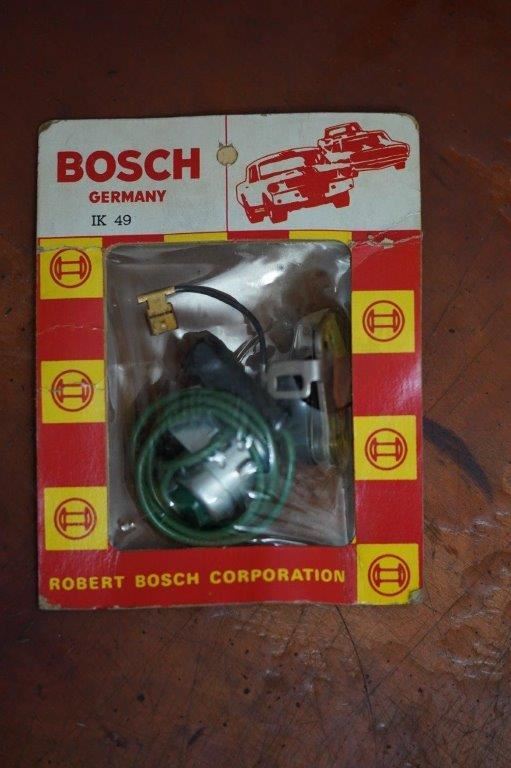 BOSCH
GERMANY
IK 49
ROBERT BOSCH CORPORATION